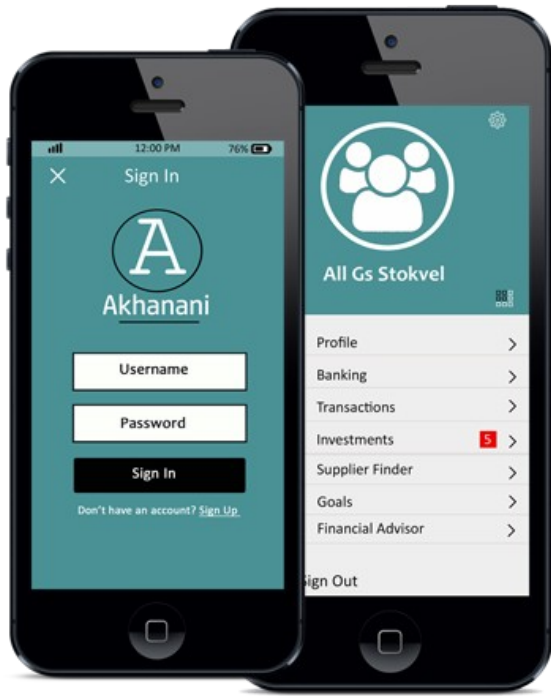 12:00 PM 76%
Sign In
A
Akhanani
Username
Password
Sign In
Don't have an account? Sign Up
All Gs Stokvel
Profile
Banking
Transactions
Investments 5
Supplier Finder
Goals
Financial Advisor
ign Out